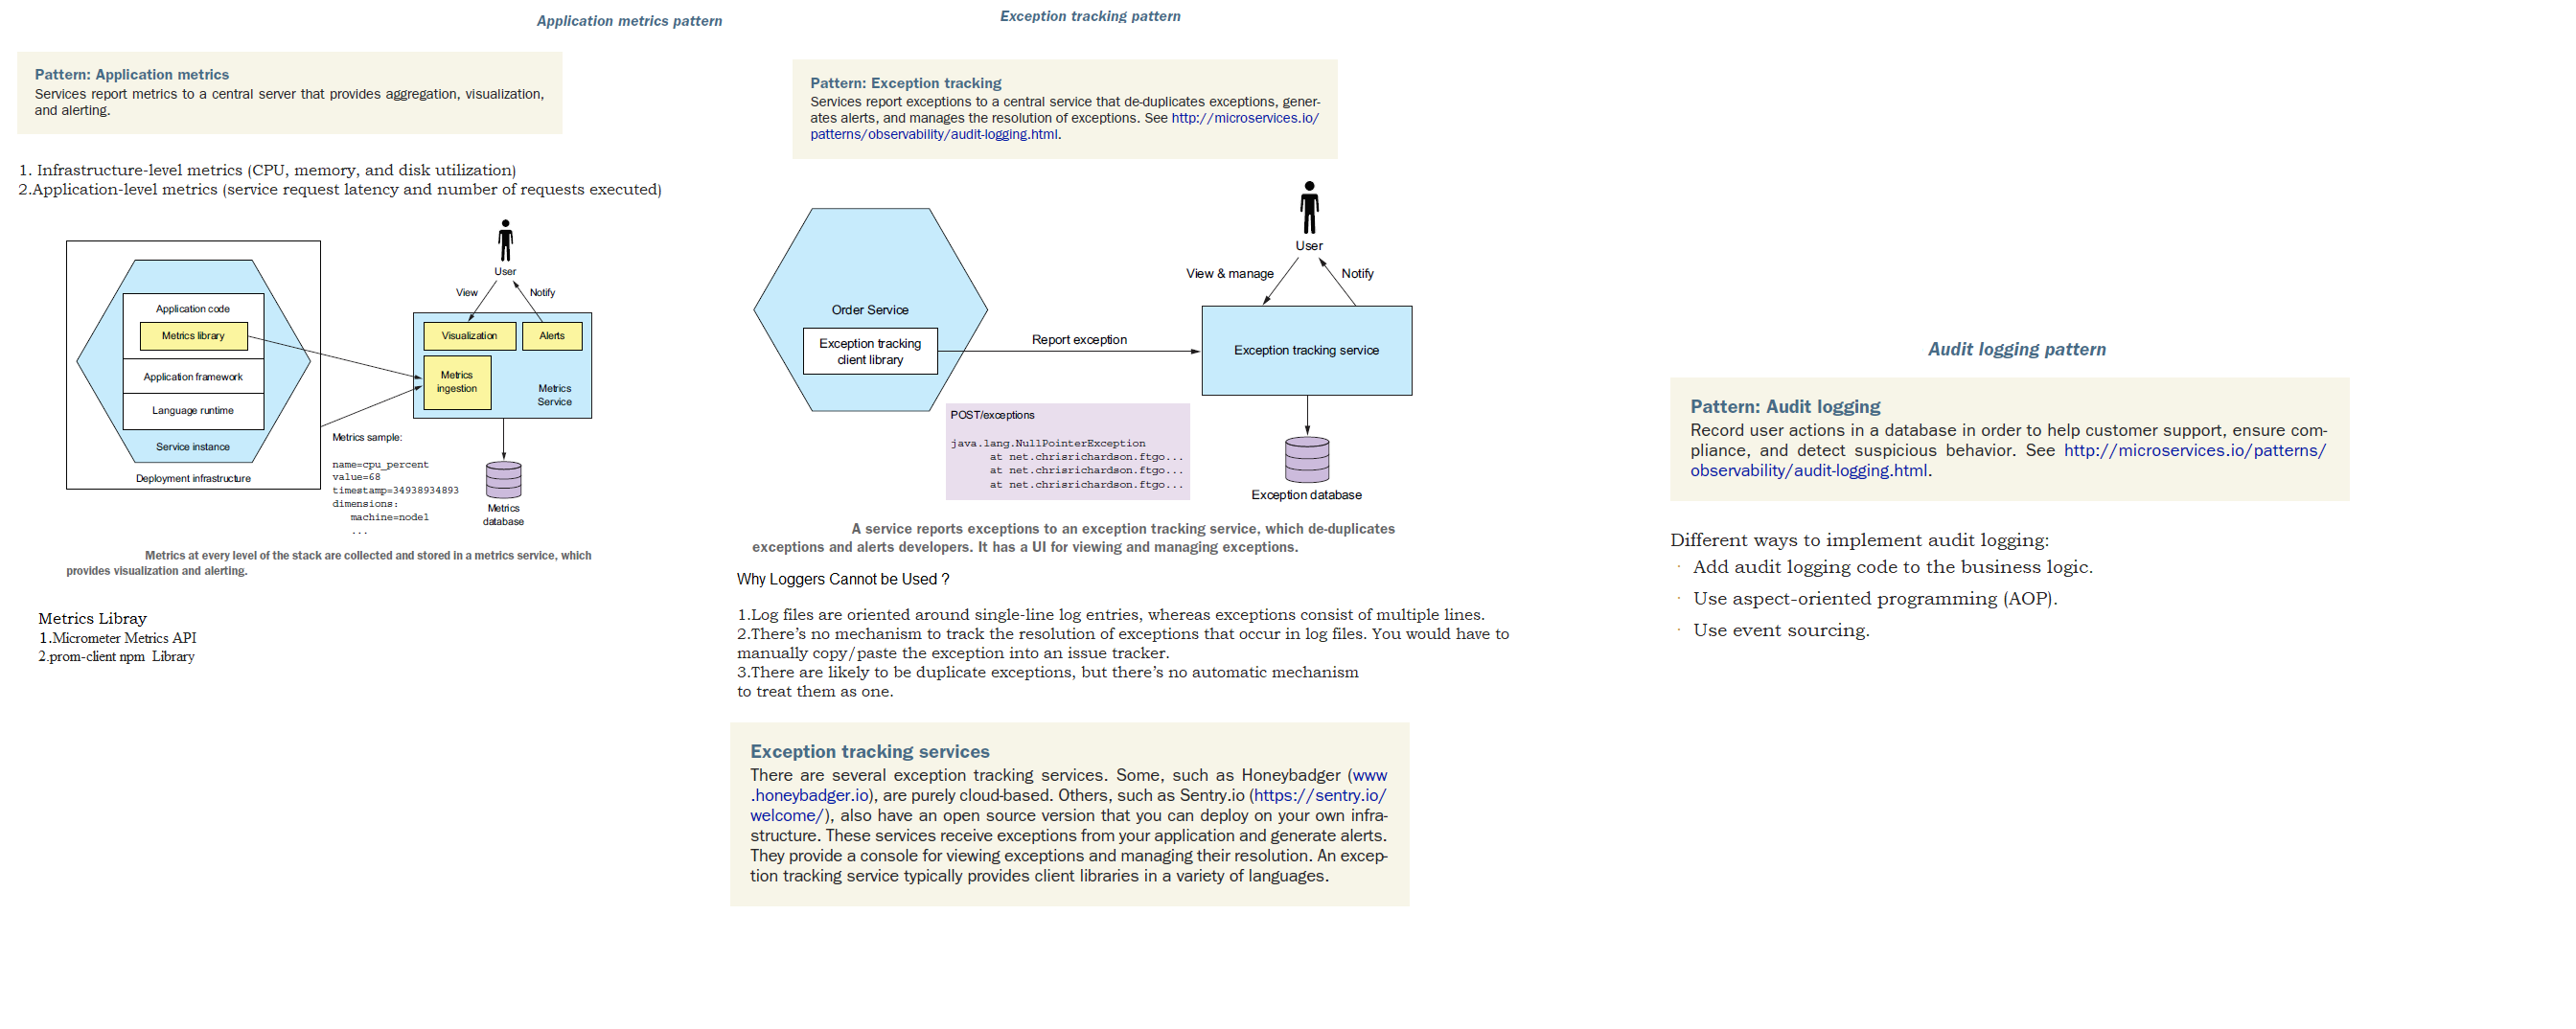 Application metrics pattern
Pattern: Application metrics
Services report metrics to a central server that provides aggregation, visualization,
and alerting.
1. Infrastructure-level metrics (CPU, memory, and disk utilization)
2.Application-level metrics (service request latency and number of requests executed)
User
View
Notify
Application code
Metrics library
Application framework
Language runtime
Service instance
Deployment infrastructure
Visualization
Alerts
Metrics
ingestion
Metrics
Service
Metrics sample:
name=cpu_percent
value=68
timestamp=34938934893
dimensions:
machine=node1
...
Metrics
database
Metrics at every level of the stack are collected and stored in a metrics service, which
provides visualization and alerting.
Metrics Libray
1.Micrometer Metrics API
2.prom-client npm Library
Exception tracking pattern
Pattern: Exception tracking
Services report exceptions to a central service that de-duplicates exceptions, gener-
ates alerts, and manages the resolution of exceptions. See http://microservices.io/
patterns/observability/audit-logging.html.
User
View & manage
Notify
Order Service
Exception tracking
client library
Report exception
Exception tracking service
POST/exceptions
java.lang.NullPointerException
at net.chrisrichardson.ftgo...
at net.chrisrichardson.ftgo...
at net.chrisrichardson.ftgo...
Exception database
A service reports exceptions to an exception tracking service, which de-duplicates
exceptions and alerts developers. It has a UI for viewing and managing exceptions.
Why Loggers Cannot be Used ?
1.Log files are oriented around single-line log entries, whereas exceptions consist of multiple lines.
2.There's no mechanism to track the resolution of exceptions that occur in log files. You would have to
manually copy/paste the exception into an issue tracker.
3.There are likely to be duplicate exceptions, but there's no automatic mechanism
to treat them as one.
Exception tracking services
There are several exception tracking services. Some, such as Honeybadger (www
.honeybadger.io), are purely cloud-based. Others, such as Sentry.io (https://sentry.io/
welcome/), also have an open source version that you can deploy on your own infra-
structure. These services receive exceptions from your application and generate alerts.
They provide a console for viewing exceptions and managing their resolution. An excep-
tion tracking service typically provides client libraries in a variety of languages.
Audit logging pattern
Pattern: Audit logging
Record user actions in a database in order to help customer support, ensure com-
pliance, and detect suspicious behavior. See http://microservices.io/patterns/
observability/audit-logging.html.
Different ways to implement audit logging:
· Add audit logging code to the business logic.
· Use aspect-oriented programming (AOP).
· Use event sourcing.